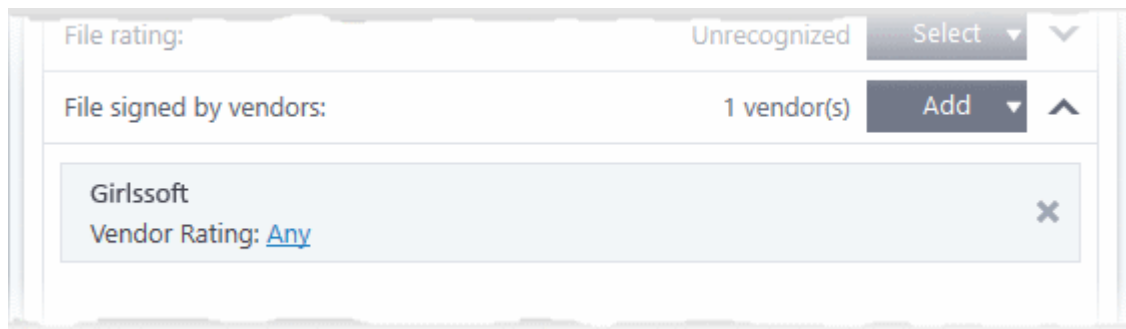 File rating: Unrecognized Select
File signed by vendors: 1 vendor(s) Add
Girlssoft
Vendor Rating: Any